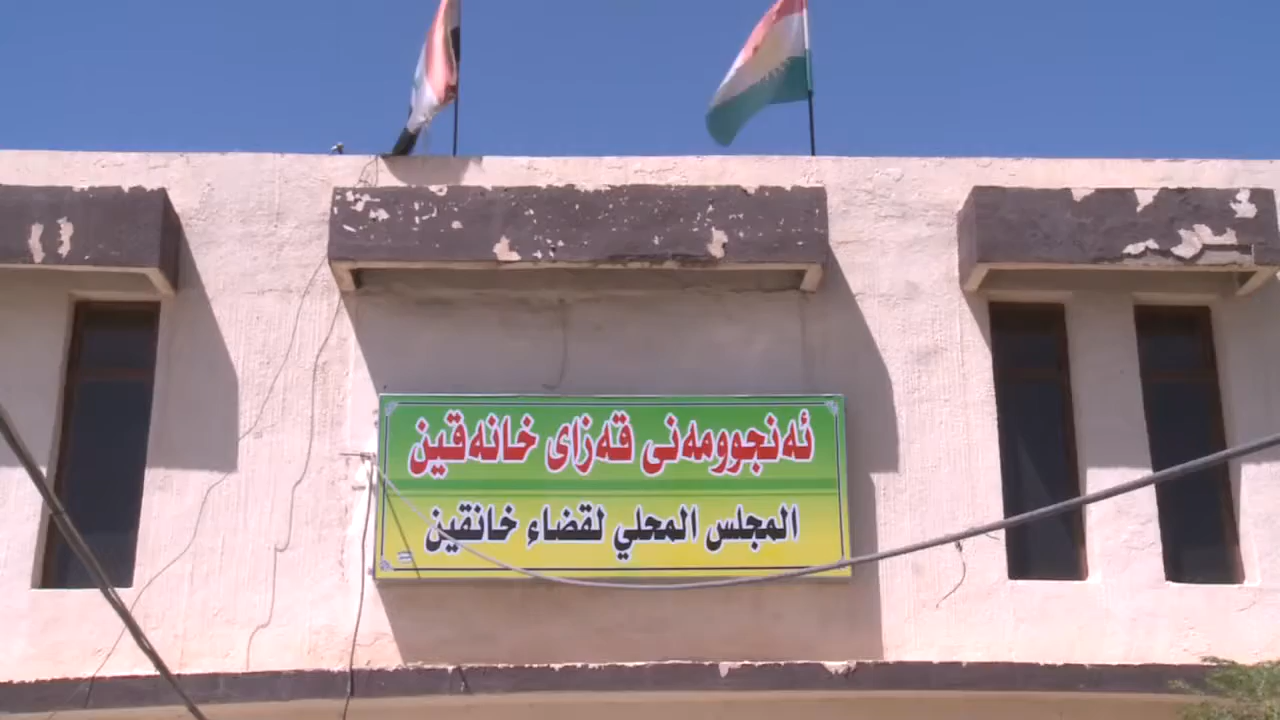 ئەنجوومەنی قەزای خانەقین
المجلس المحلي لقضاء خانقين